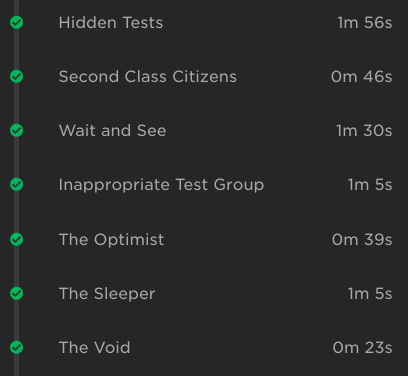 Hidden Tests 1m 56s
Second Class Citizens 0m 46s
Wait and See 1m 30s
Inappropriate Test Group 1m 5s
The Optimist 0m 39s
The Sleeper 1m 5s
The Void 0m 23s